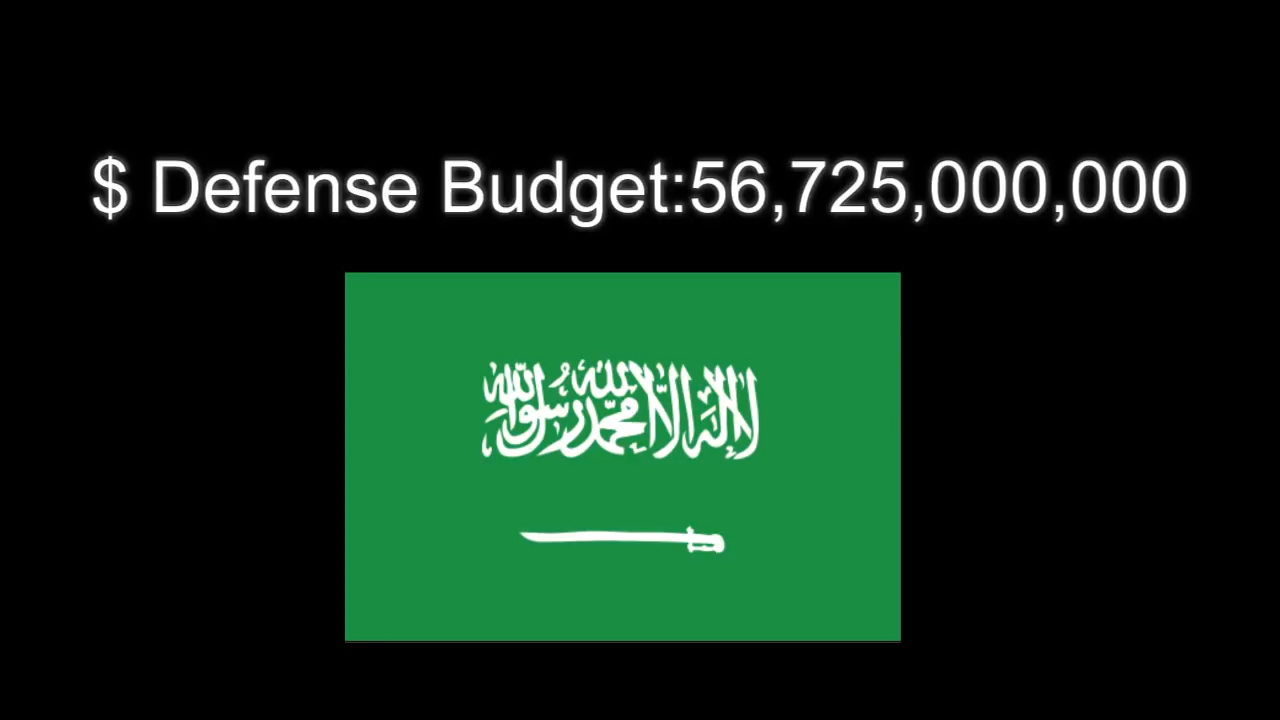 $ Defense Budget:56,725,000,000
لا إله إلا الله محمد رسول الله